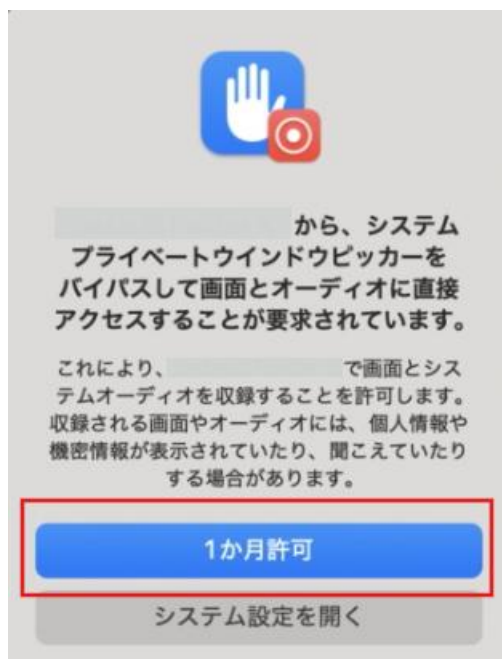 から、システム
プライベートウインドウピッカーを
バイパスして画面とオーディオに直接
アクセスすることが要求されています。
これにより、 で画面とシス
テムオーディオを収録することを許可します。
収録される画面やオーディオには、個人情報や
機密情報が表示されていたり、聞こえていたり
する場合があります。
1か月許可
システム設定を開く